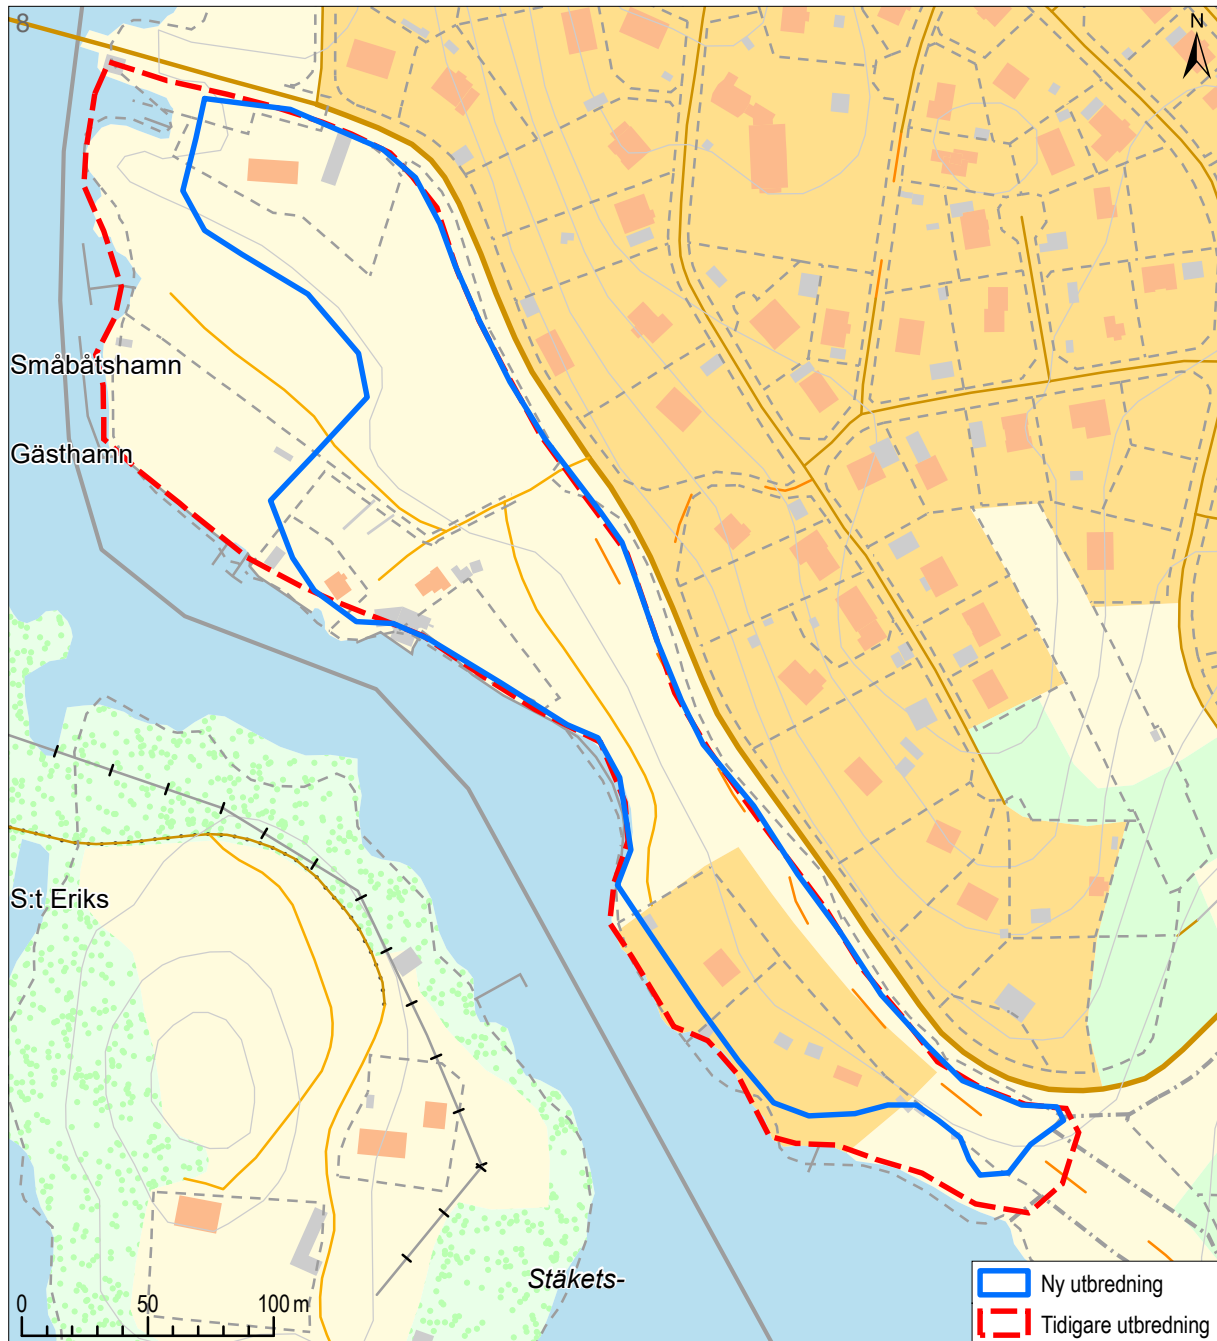 8
N
Småbåtshamn
Gästhamn
S:t Eriks
Stäkets-
0 50 100 m
Ny utbredning
Tidigare utbredning